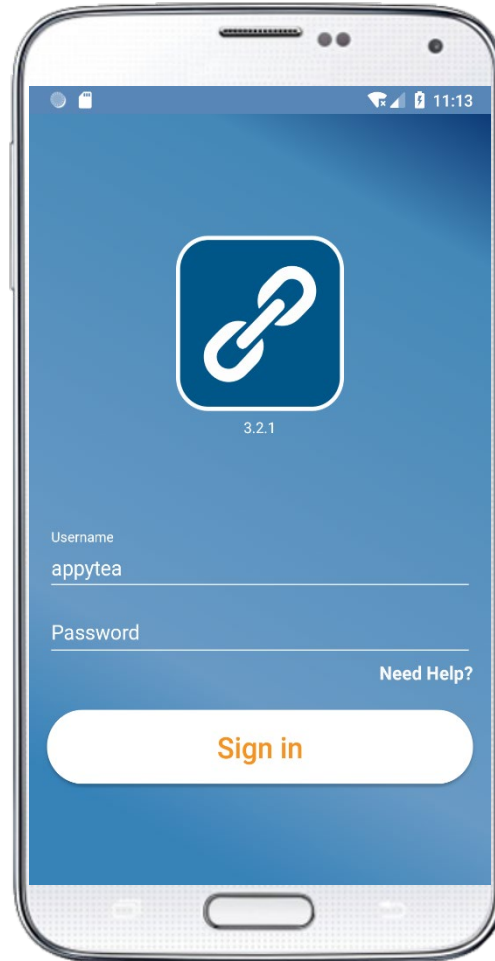 11:13
3.2.1
Username
appytea
Password
Need Help?
Sign in